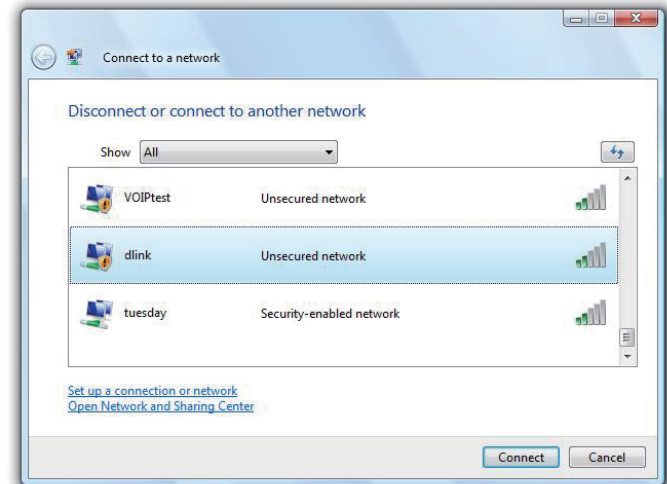 Connect to a network
Disconnect or connect to another network
Show All
VOIPtest Unsecured network
dlink Unsecured network
tuesday Security-enabled network
Set up a connection or network
Open Network and Sharing Center
Connect Cancel